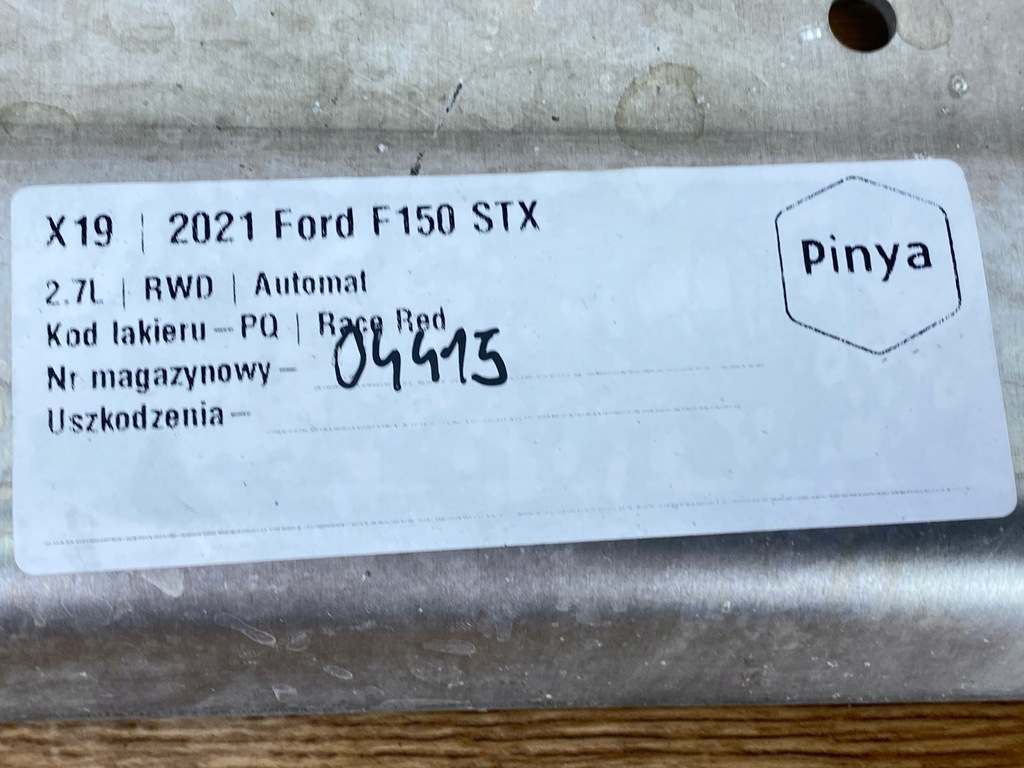 X19 | 2021 Ford F150 STX
Pinya
2.7L | RWD | Automat
Kod lakieru – PQ | Race Red
Nr magazynowy – 04415
Uszkodzenia –